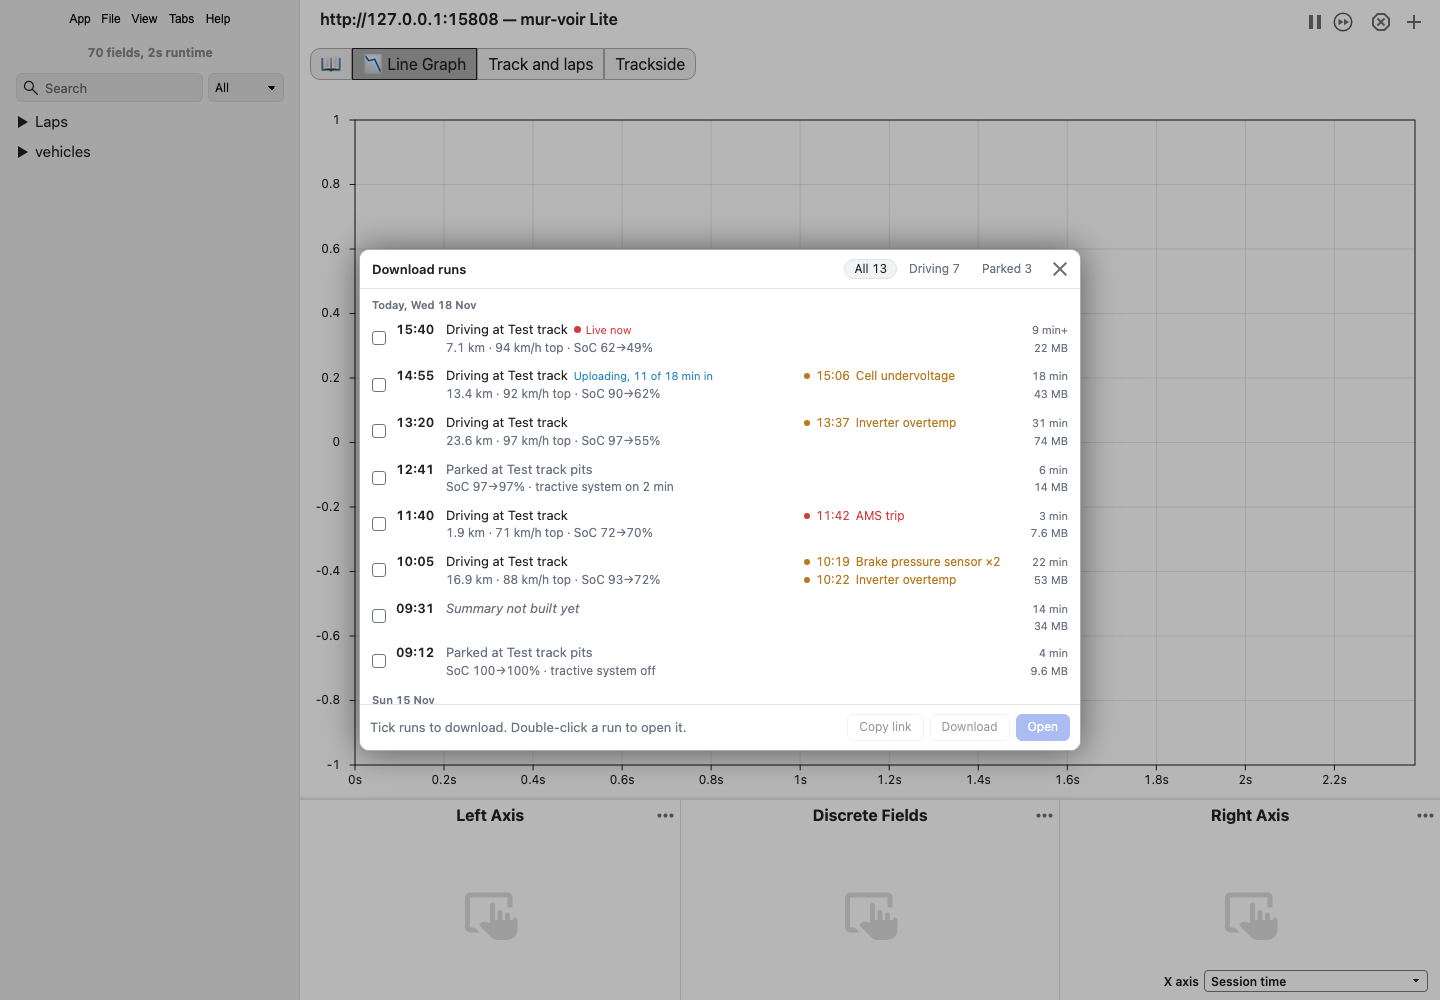 App File View Tabs Help
70 fields, 2s runtime
Search
All
Laps
vehicles
http://127.0.0.1:15808 — mur-voir Lite
Line Graph
Track and laps
Trackside
1
0.8
0.6
0.4
0.2
0
-0.2
-0.4
-0.6
-0.8
-1
0s 0.2s 0.4s 0.6s 0.8s 1s 1.2s 1.4s 1.6s 1.8s 2s 2.2s
Download runs
All 13 Driving 7 Parked 3
Today, Wed 18 Nov
15:40 Driving at Test track Live now 9 min+
7.1 km · 94 km/h top · SoC 62→49% 22 MB
14:55 Driving at Test track Uploading, 11 of 18 min in 15:06 Cell undervoltage 18 min
13.4 km · 92 km/h top · SoC 90→62% 43 MB
13:20 Driving at Test track 13:37 Inverter overtemp 31 min
23.6 km · 97 km/h top · SoC 97→55% 74 MB
12:41 Parked at Test track pits 6 min
SoC 97→97% · tractive system on 2 min 14 MB
11:40 Driving at Test track 11:42 AMS trip 3 min
1.9 km · 71 km/h top · SoC 72→70% 7.6 MB
10:05 Driving at Test track 10:19 Brake pressure sensor ×2 22 min
16.9 km · 88 km/h top · SoC 93→72% 10:22 Inverter overtemp 53 MB
09:31 Summary not built yet 14 min
34 MB
09:12 Parked at Test track pits 4 min
SoC 100→100% · tractive system off 9.6 MB
Sun 15 Nov
Tick runs to download. Double-click a run to open it.
Copy link Download Open
Left Axis
Discrete Fields
Right Axis
X axis Session time